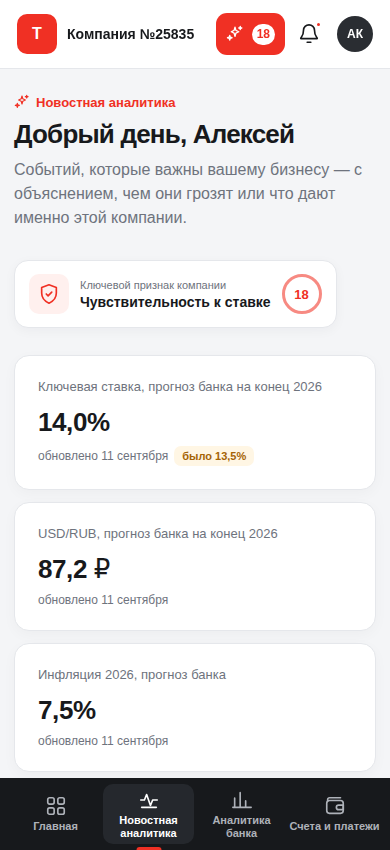 Т
Компания №25835
18
АК
Новостная аналитика
Добрый день, Алексей
Событий, которые важны вашему бизнесу — с
объяснением, чем они грозят или что дают
именно этой компании.
Ключевой признак компании
Чувствительность к ставке
18
Ключевая ставка, прогноз банка на конец 2026
14,0%
обновлено 11 сентября было 13,5%
USD/RUB, прогноз банка на конец 2026
87,2 ₽
обновлено 11 сентября
Инфляция 2026, прогноз банка
7,5%
обновлено 11 сентября
Главная
Новостная
аналитика
Аналитика
банка
Счета и платежи